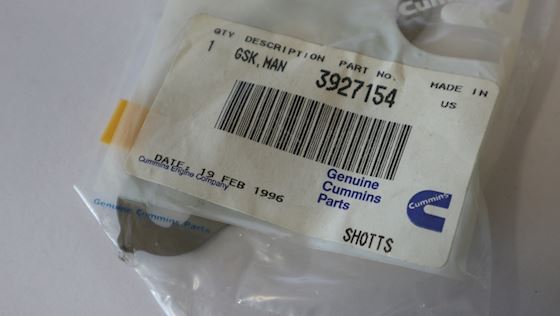 Cummins
QTY DESCRIPTION PART NO. MADE IN
1 GSK,MAN 3927154 US
DATE: 19 FEB 1996
Cummins Engine Company
Genuine
Cummins
Parts
Cummins
SHOTTS
Genuine Cummins Parts